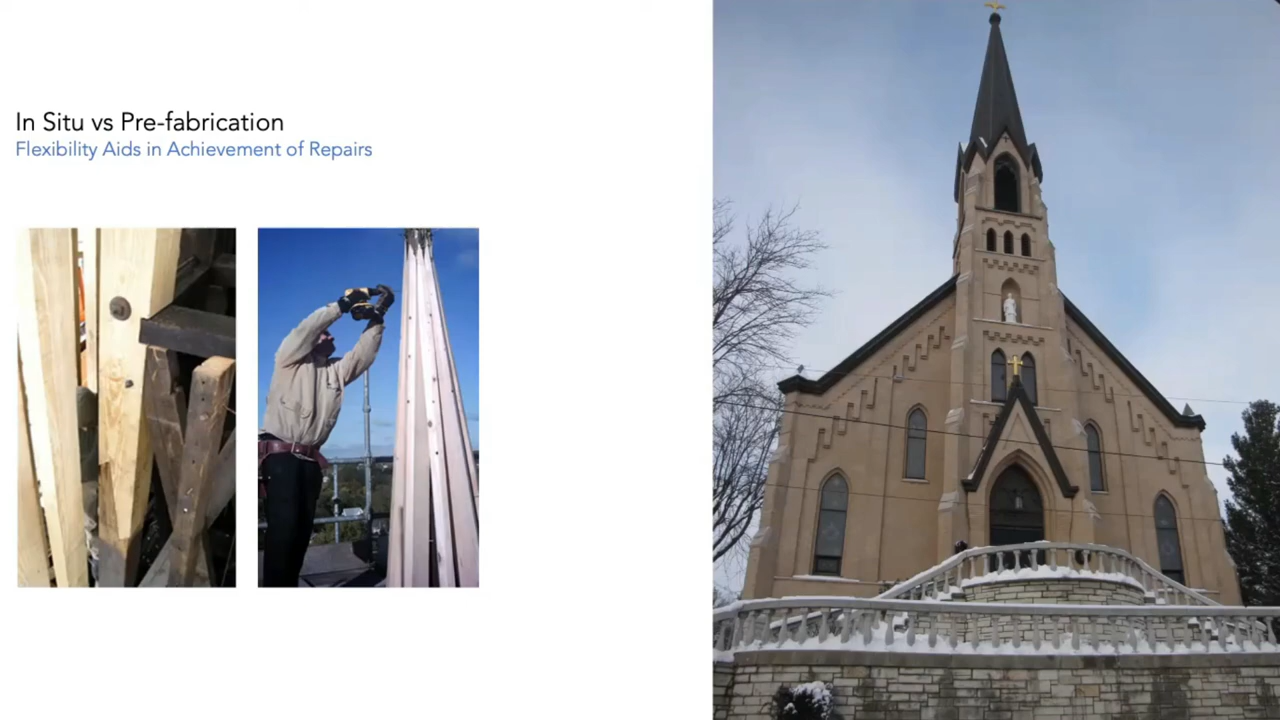 In Situ vs Pre-fabrication
Flexibility Aids in Achievement of Repairs